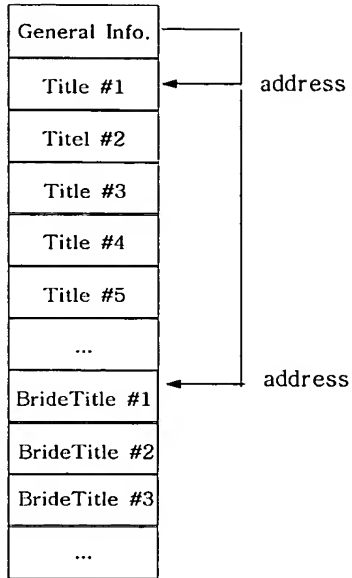 General Info.
Title #1
address
Titel #2
Title #3
Title #4
Title #5
...
BrideTitle #1
address
BrideTitle #2
BrideTitle #3
...